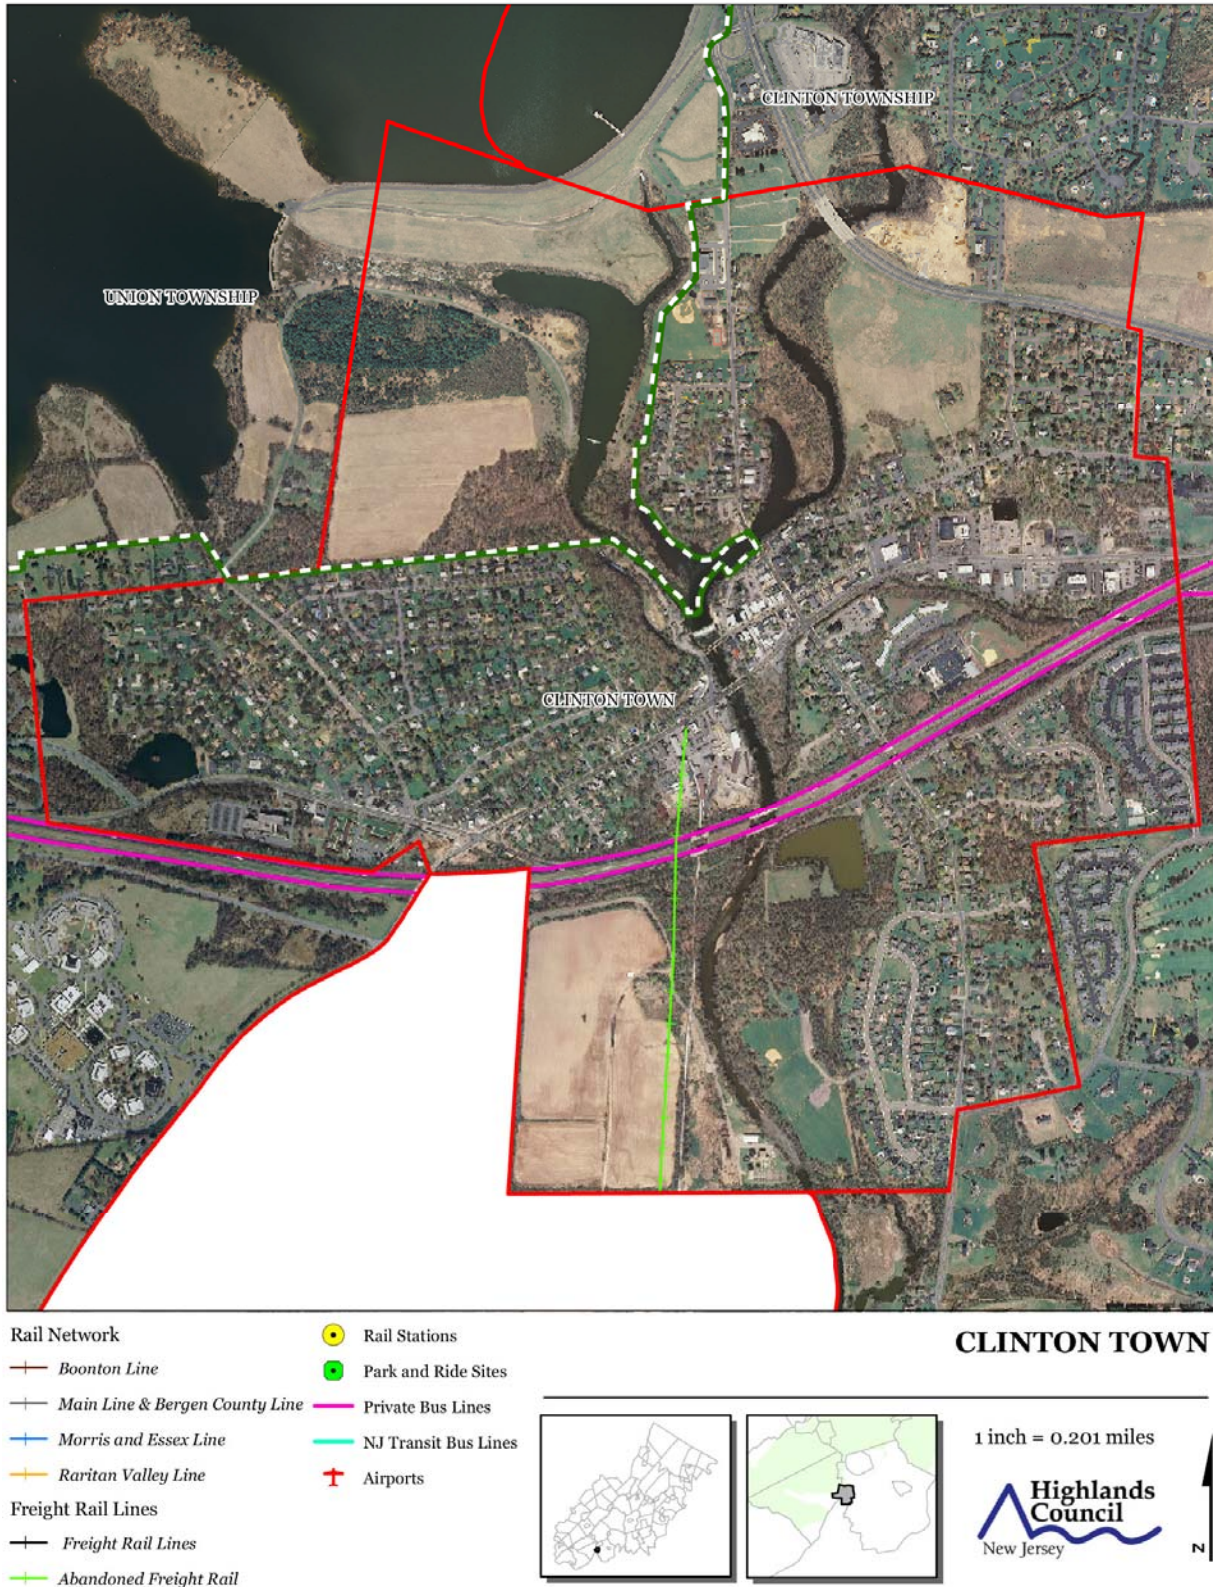 CLINTON TOWNSHIP
UNION TOWNSHIP
CLINTON TOWN
Rail Network
Boonton Line
Main Line & Bergen County Line
Morris and Essex Line
Raritan Valley Line
Freight Rail Lines
Freight Rail Lines
Abandoned Freight Rail
Rail Stations
Park and Ride Sites
Private Bus Lines
NJ Transit Bus Lines
Airports
CLINTON TOWN
1 inch = 0.201 miles
Highlands
Council
New Jersey
N